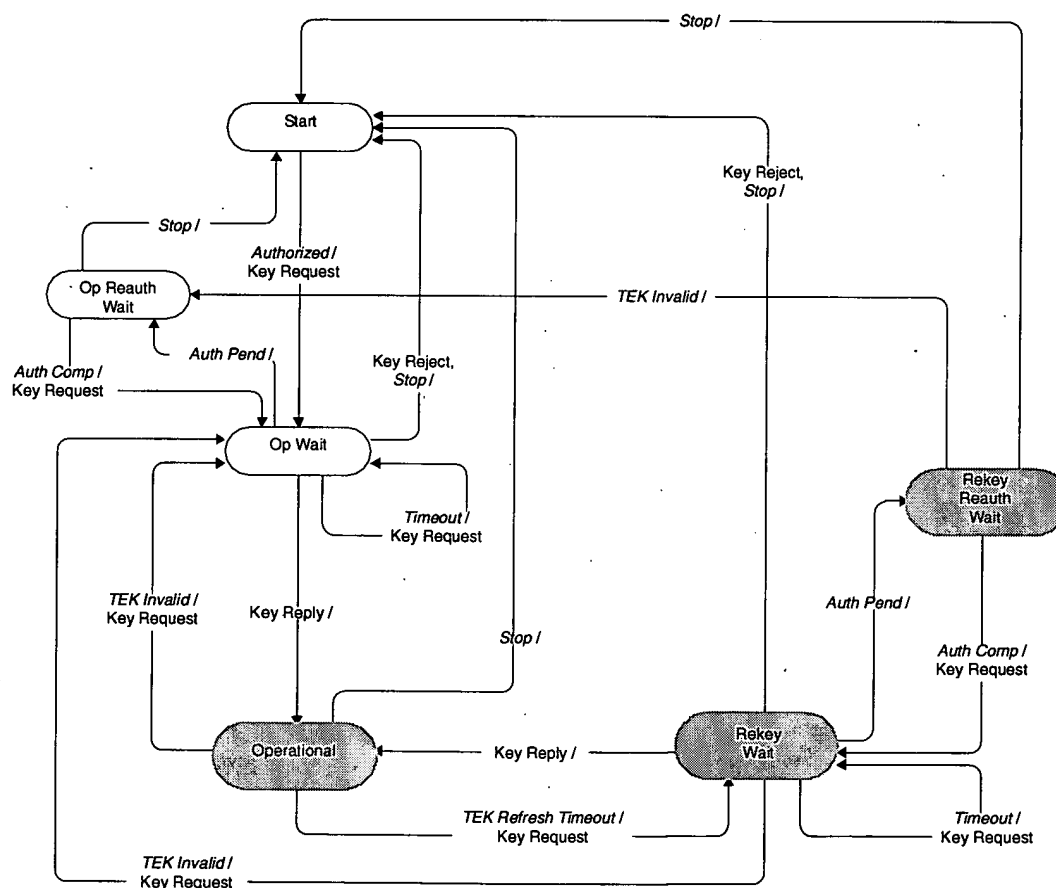 Stop /
Start
Key Reject,
Stop /
Stop /
Authorized /
Key Request
Op Reauth
Wait
TEK Invalid /
Auth Pend /
Key Reject,
Stop /
Auth Comp /
Key Request
Op Wait
Rekey
Reauth
Wait
Timeout /
Key Request
TEK Invalid /
Key Request
Key Reply /
Stop /
Auth Pend /
Auth Comp /
Key Request
Operational
Key Reply /
Rekey
Wait
TEK Refresh Timeout /
Key Request
Timeout /
Key Request
TEK Invalid /
Key Request